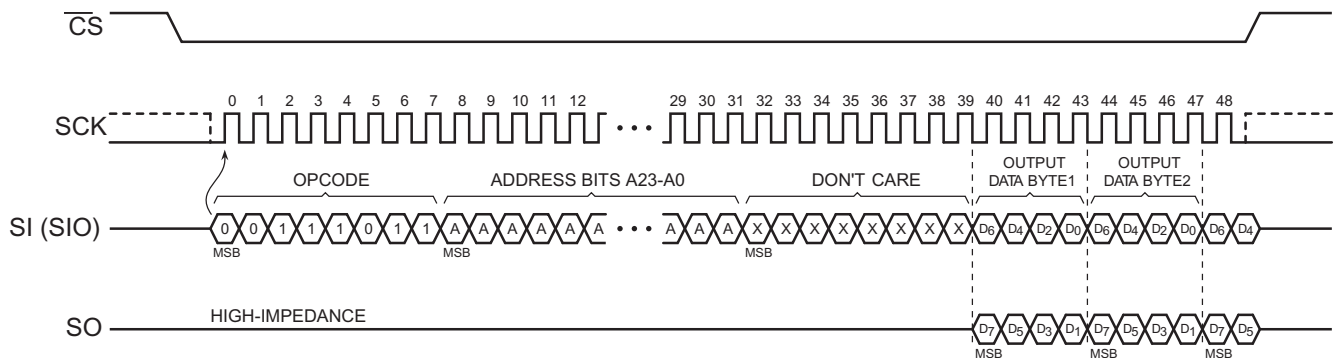 CS
0 1 2 3 4 5 6 7 8 9 10 11 12 29 30 31 32 33 34 35 36 37 38 39 40 41 42 43 44 45 46 47 48
SCK
OPCODE ADDRESS BITS A23-A0 DON'T CARE OUTPUT DATA BYTE1 OUTPUT DATA BYTE2
SI (SIO) 0 0 1 1 1 0 1 1 A A A A A A A A A X X X X X X X X D6 D4 D2 D0 D6 D4 D2 D0 D6 D4
MSB MSB MSB
HIGH-IMPEDANCE
SO D7 D5 D3 D1 D7 D5 D3 D1 D7 D5
MSB MSB MSB